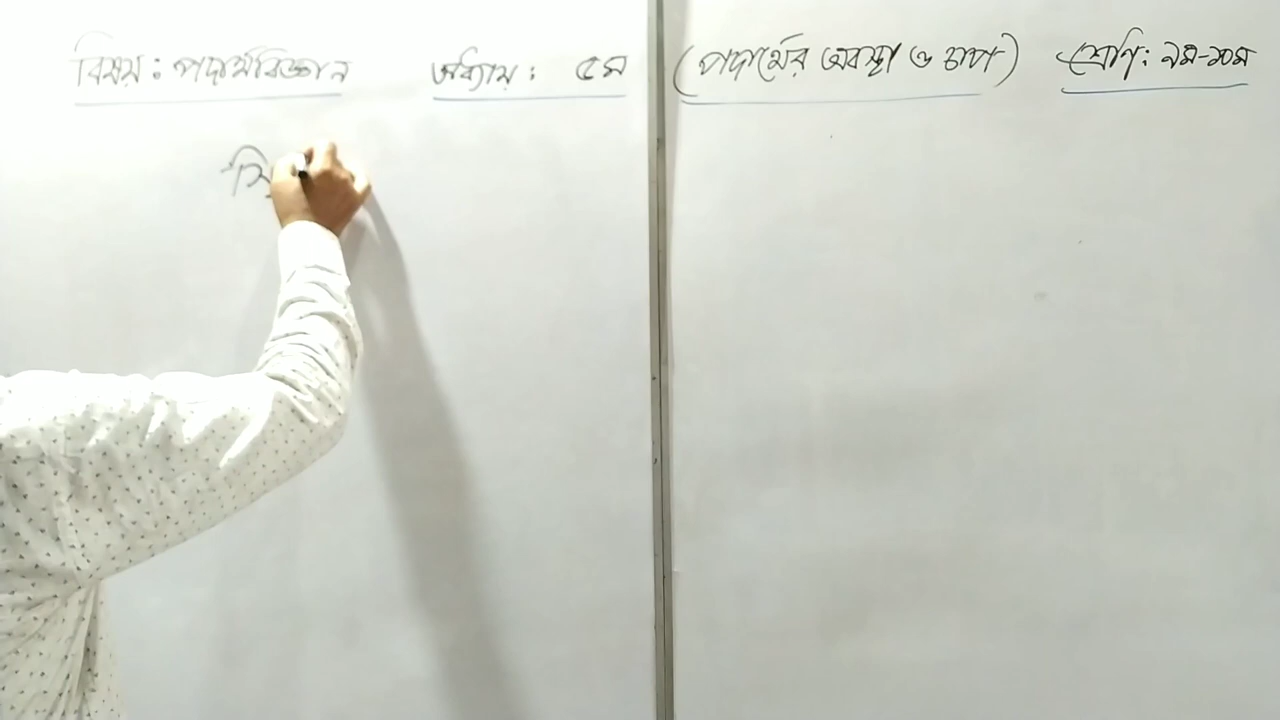 বিষয়: পদার্থবিজ্ঞান অধ্যায়: ৫ম (পদার্থের অবস্থা ও চাপ) শ্রেণি: ৯ম-১০ম